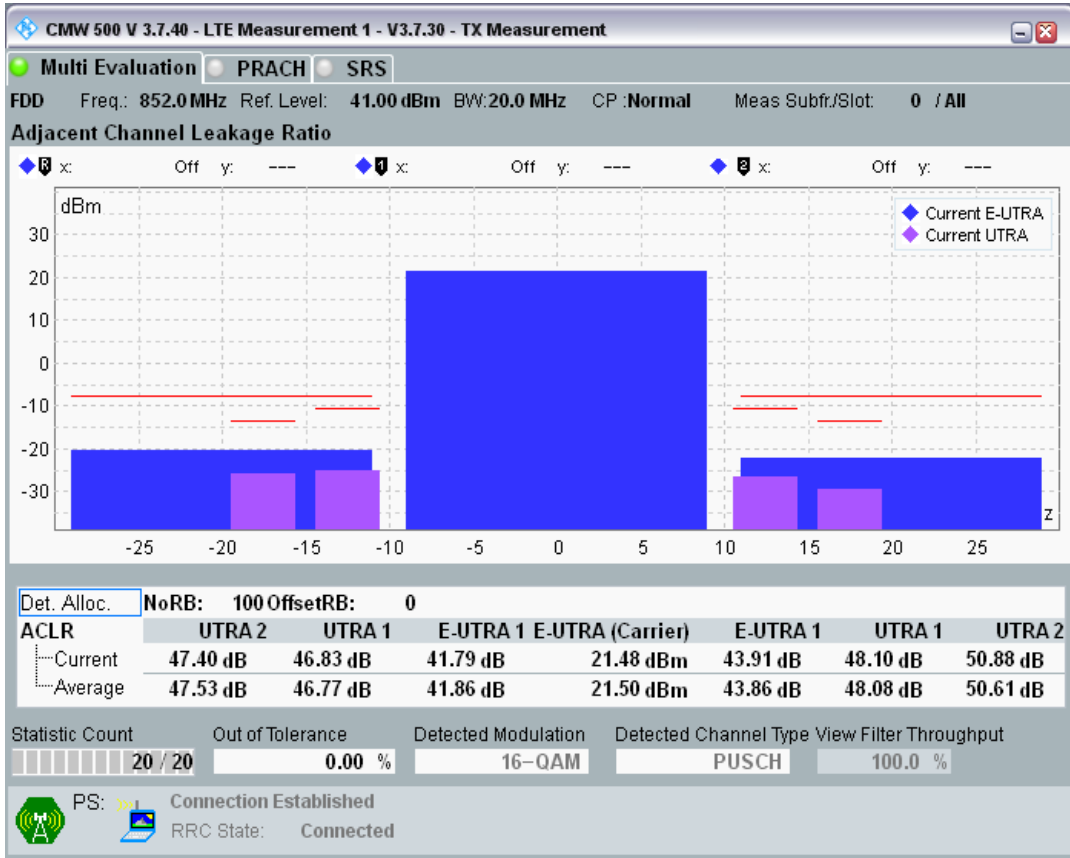 CMW 500 V 3.7.40 - LTE Measurement 1 - V3.7.30 - TX Measurement
Multi Evaluation PRACH SRS
FDD Freq.: 852.0 MHz Ref. Level: 41.00 dBm BW: 20.0 MHz CP : Normal Meas Subfr./Slot: 0 / All
Adjacent Channel Leakage Ratio
R x: Off y: --- 1 x: Off y: --- 2 x: Off y: ---
dBm
Current E-UTRA
Current UTRA
30
20
10
0
-10
-20
-30
z
-25 -20 -15 -10 -5 0 5 10 15 20 25
Det. Alloc. NoRB: 100 OffsetRB: 0
ACLR UTRA 2 UTRA 1 E-UTRA 1 E-UTRA (Carrier) E-UTRA 1 UTRA 1 UTRA 2
Current 47.40 dB 46.83 dB 41.79 dB 21.48 dBm 43.91 dB 48.10 dB 50.88 dB
Average 47.53 dB 46.77 dB 41.86 dB 21.50 dBm 43.86 dB 48.08 dB 50.61 dB
Statistic Count Out of Tolerance Detected Modulation Detected Channel Type View Filter Throughput
20 / 20 0.00 % 16-QAM PUSCH 100.0 %
PS: Connection Established
RRC State: Connected